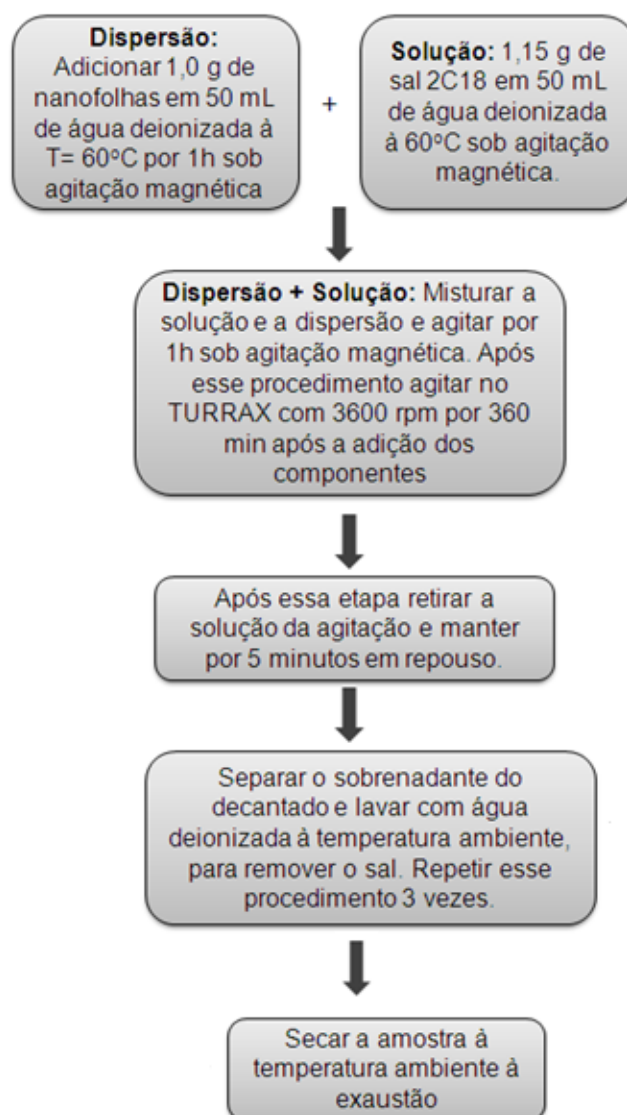 Dispersão:
Adicionar 1,0 g de
nanofolhas em 50 mL
de água deionizada à
T= 60ºC por 1h sob
agitação magnética
+
Solução: 1,15 g de
sal 2C18 em 50 mL
de água deionizada
à 60ºC sob agitação
magnética.
Dispersão + Solução: Misturar a
solução e a dispersão e agitar por
1h sob agitação magnética. Após
esse procedimento agitar no
TURRAX com 3600 rpm por 360
min após a adição dos
componentes
Após essa etapa retirar a
solução da agitação e manter
por 5 minutos em repouso.
Separar o sobrenadante do
decantado e lavar com água
deionizada à temperatura ambiente,
para remover o sal. Repetir esse
procedimento 3 vezes.
Secar a amostra à
temperatura ambiente à
exaustão